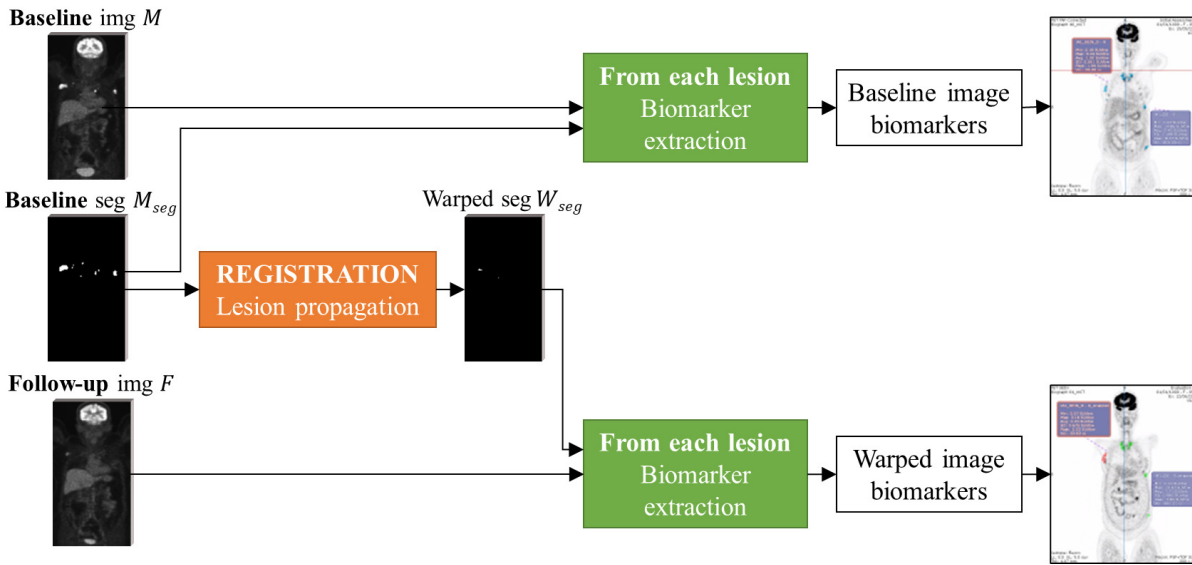 Baseline img M
From each lesion
Biomarker
extraction
Baseline image
biomarkers
Baseline seg M_seg
Warped seg W_seg
REGISTRATION
Lesion propagation
Follow-up img F
From each lesion
Biomarker
extraction
Warped image
biomarkers